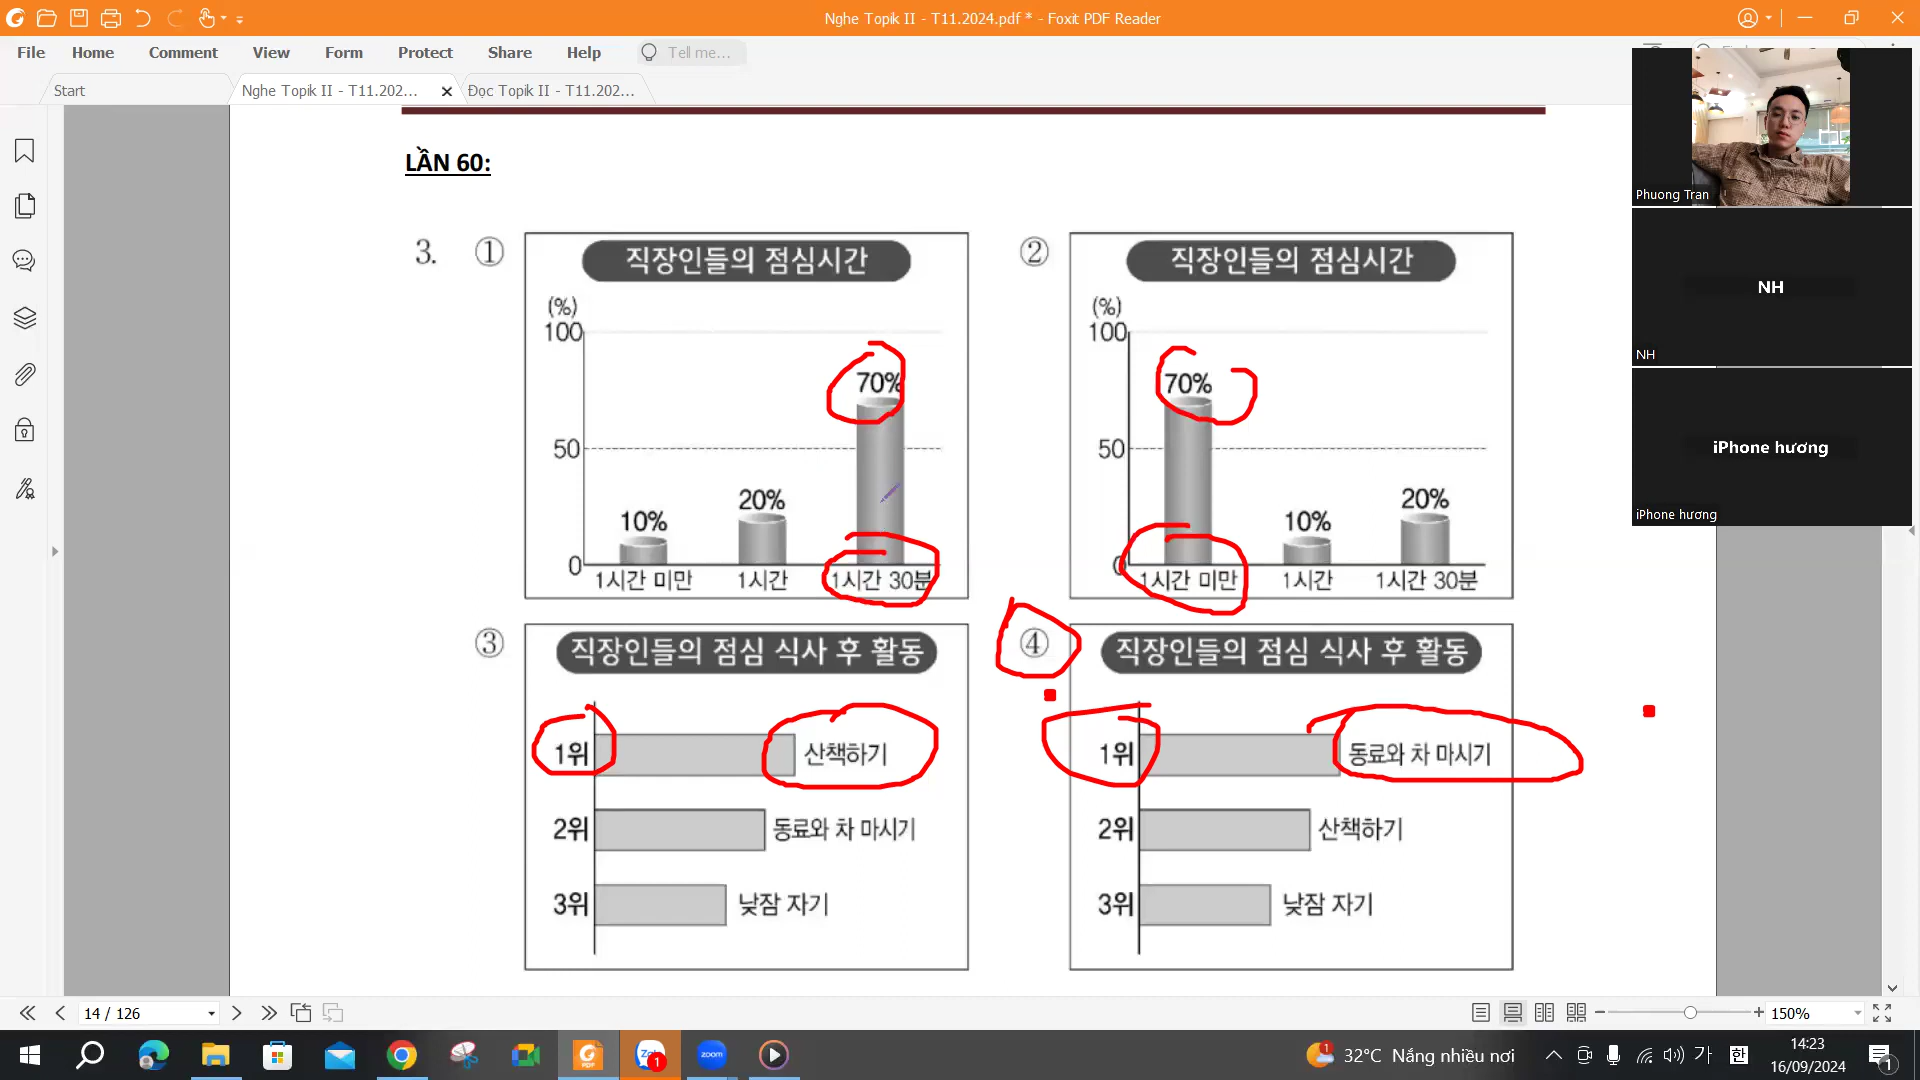 Nghe Topik II - T11.2024.pdf * - Foxit PDF Reader
File Home Comment View Form Protect Share Help Tell me...
Start
Nghe Topik II - T11.202...
Đọc Topik II - T11.202...
LẦN 60:
3. ①
직장인들의 점심시간
(%)
100
50
0
10%
20%
70%
1시간 미만 1시간 1시간 30분
②
직장인들의 점심시간
(%)
100
50
0
70%
10%
20%
1시간 미만 1시간 1시간 30분
③
직장인들의 점심 식사 후 활동
1위 산책하기
2위 동료와 차 마시기
3위 낮잠 자기
④
직장인들의 점심 식사 후 활동
1위 동료와 차 마시기
2위 산책하기
3위 낮잠 자기
Phuong Tran
NH
NH
iPhone hương
iPhone hương
14 / 126
150%
zoom
1
1
32°C Nắng nhiều nơi
가
한
14:23
16/09/2024
1